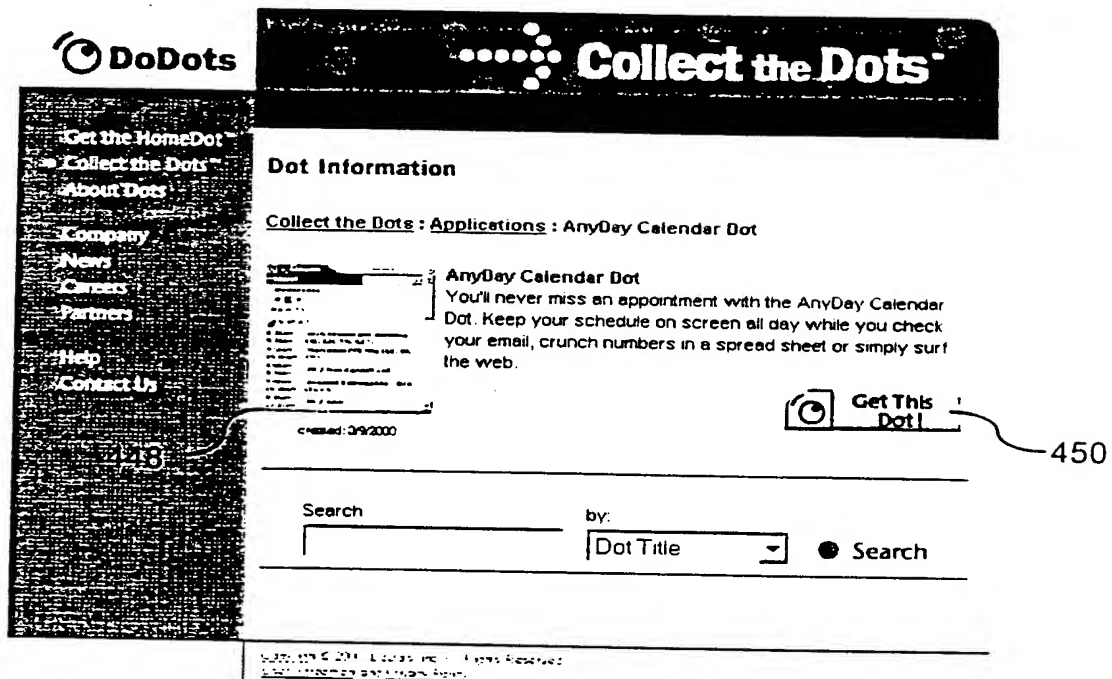 DoDots
Collect the Dots™
Get the HomeDot™
Collect the Dots™
About Dots
Company
News
Careers
Partners
Help
Contact Us
Dot Information
Collect the Dots : Applications : AnyDay Calendar Dot
AnyDay Calendar Dot
You'll never miss an appointment with the AnyDay Calendar
Dot. Keep your schedule on screen all day while you check
your email, crunch numbers in a spread sheet or simply surf
the web.
Get This
Dot!
created: 3/9/2000
448
450
Search
by:
Dot Title
Search